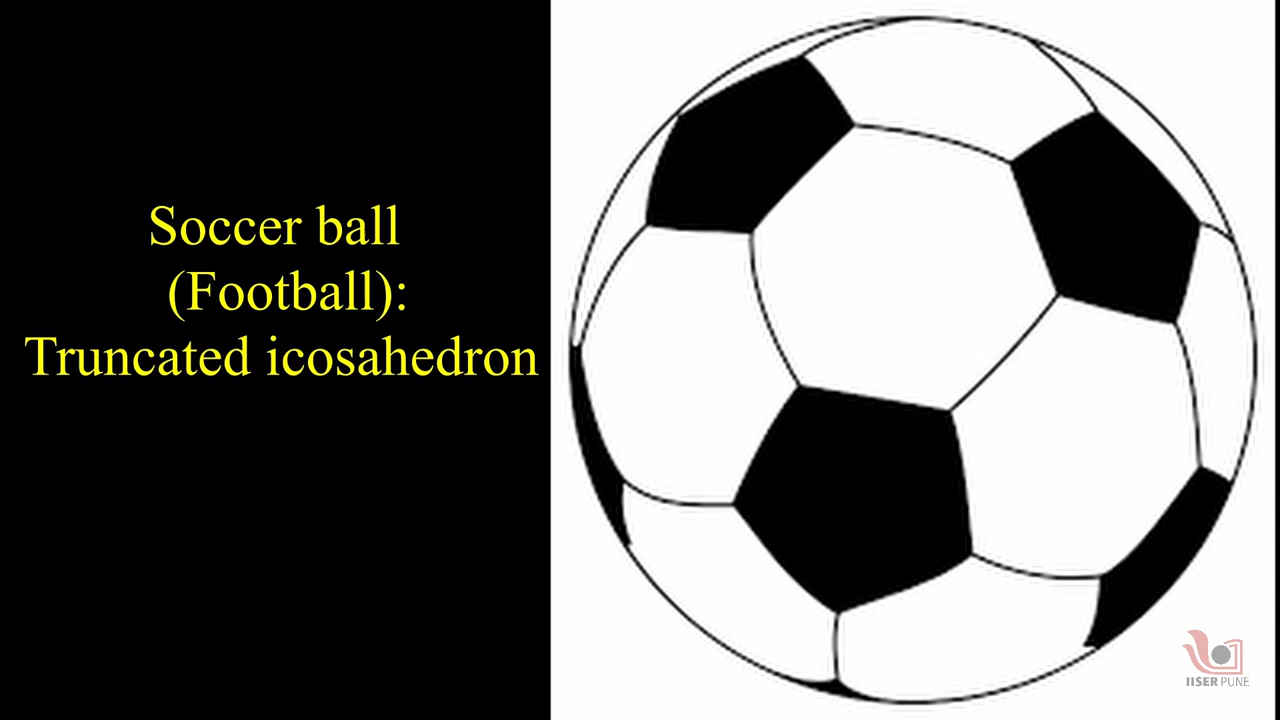 Soccer ball
(Football):
Truncated icosahedron
IISER PUNE